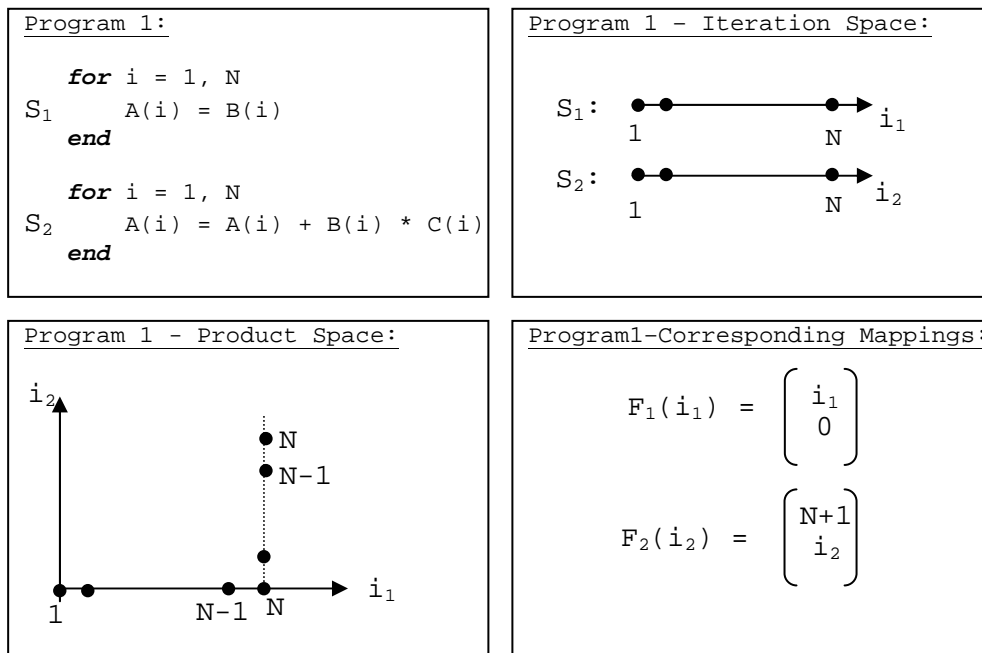 Program 1:
for i = 1, N
S₁ A(i) = B(i)
end
for i = 1, N
S₂ A(i) = A(i) + B(i) * C(i)
end
Program 1 – Iteration Space:
S₁:
1
N
i₁
S₂:
1
N
i₂
Program 1 - Product Space:
i₂
N
N-1
i₁
1
N-1
N
Program1–Corresponding Mappings:
F₁(i₁) = i₁
0
F₂(i₂) = N+1
i₂